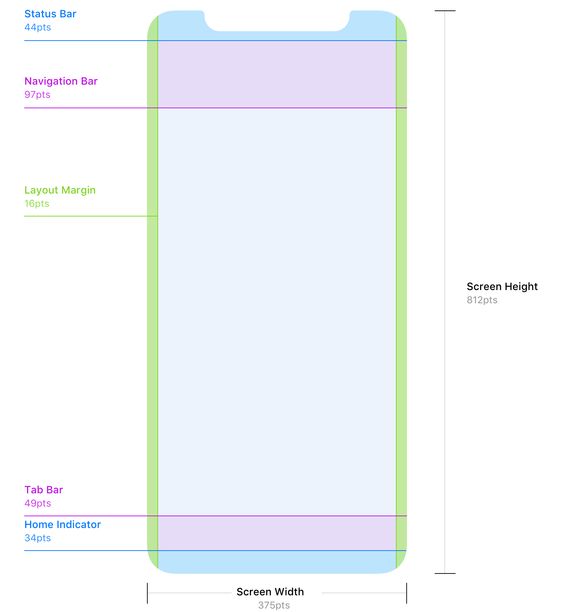 Status Bar
44pts
Navigation Bar
97pts
Layout Margin
16pts
Screen Height
812pts
Tab Bar
49pts
Home Indicator
34pts
Screen Width
375pts